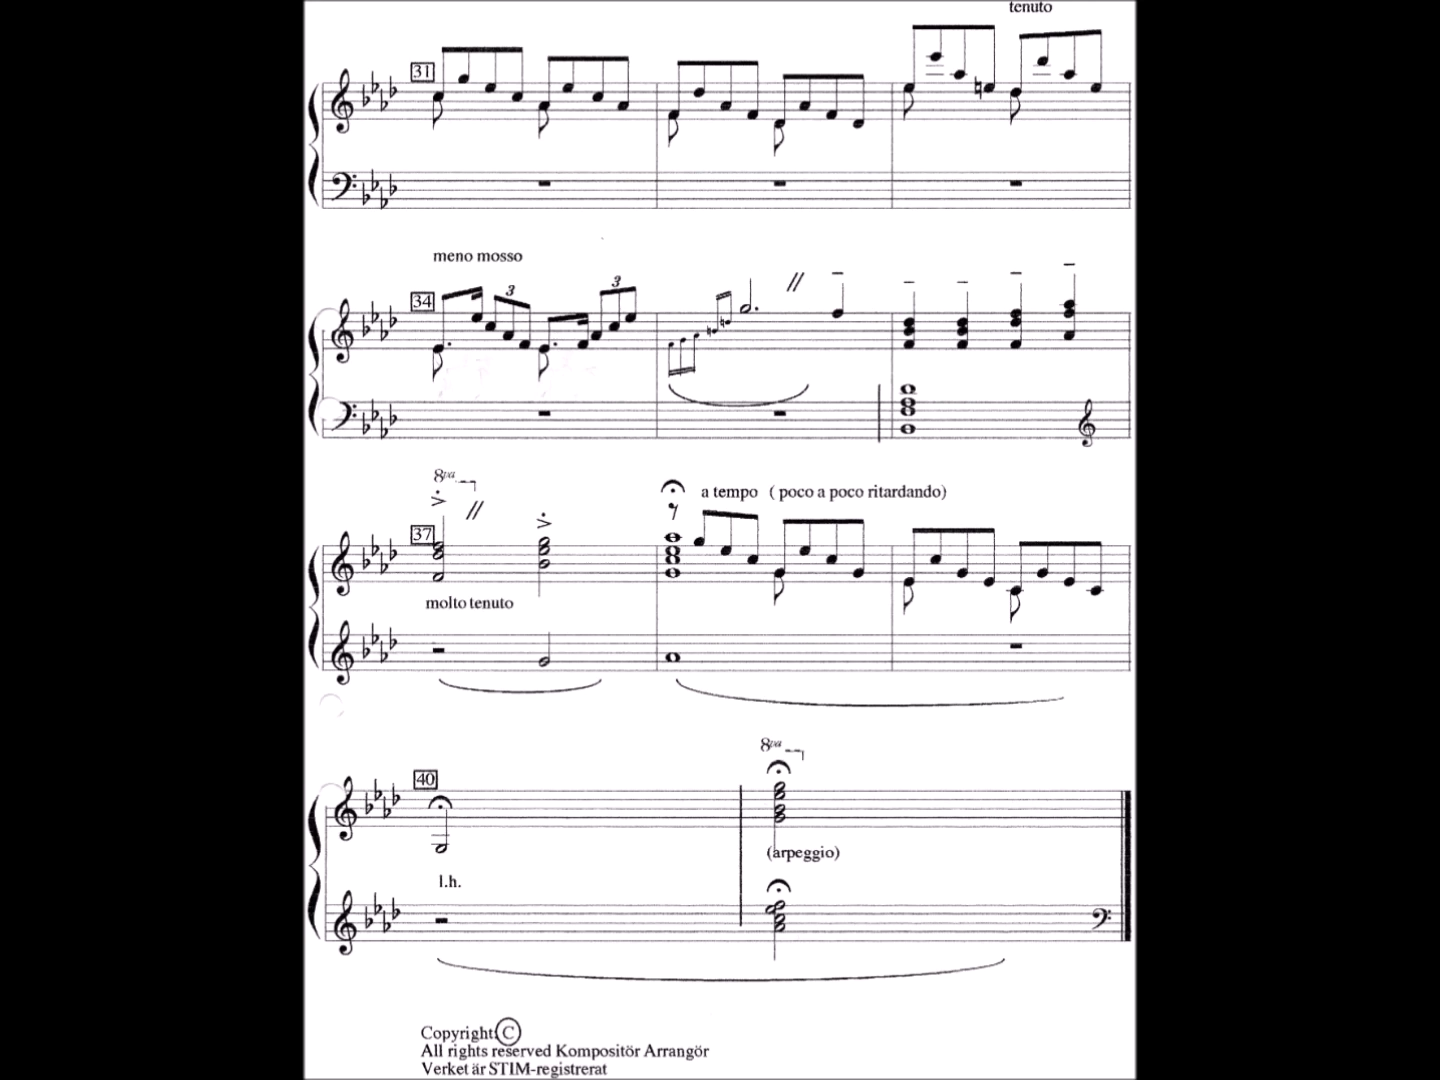 tenuto
31
meno mosso
34
3
3
8va
a tempo ( poco a poco ritardando)
37
molto tenuto
8va
40
(arpeggio)
l.h.
Copyright: C
All rights reserved Kompositör Arrangör
Verket är STIM-registrerat